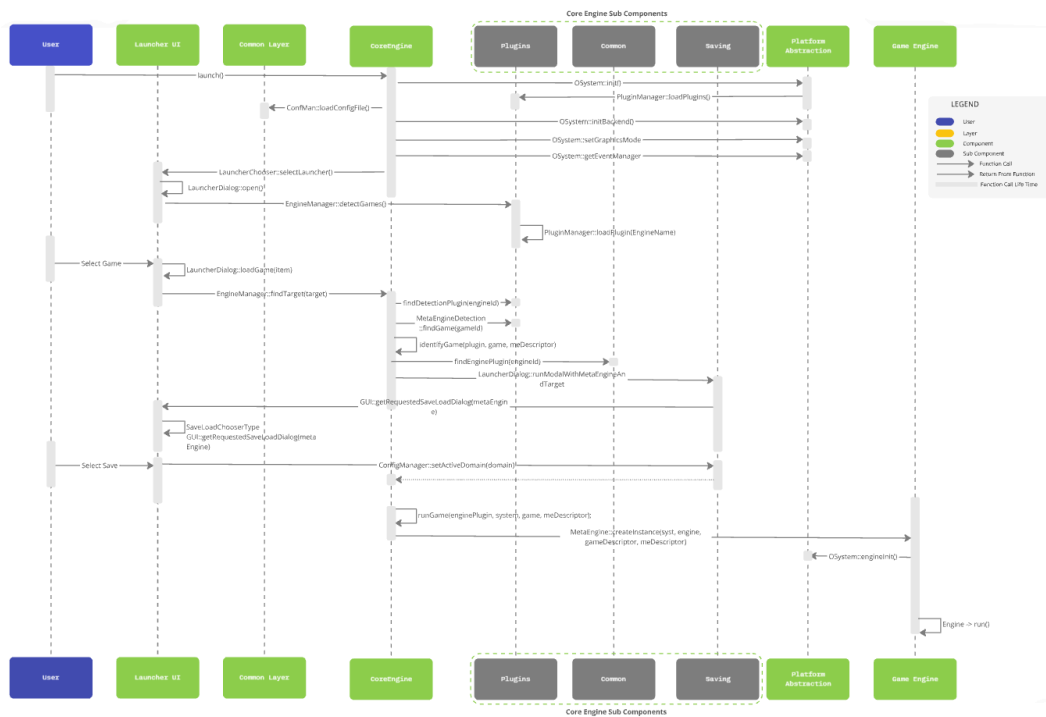 Core Engine Sub Components
User
Launcher UI
Common Layer
CoreEngine
Plugins
Common
Saving
Platform
Abstraction
Game Engine
launch()
OSystem::init()
PluginManager::loadPlugins()
ConfMan::loadConfigFile()
OSystem::initBackend()
OSystem::setGraphicsMode
OSystem::getEventManager
LauncherChooser::selectLauncher()
LauncherDialog::open()
EngineManager::detectGames()
PluginManager::loadPlugin(EngineName)
Select Game
LauncherDialog::loadGame(item)
EngineManager::findTarget(target)
findDetectionPlugin(engineId)
MetaEngineDetection
::findGame(gameId)
identifyGame(plugin, game, meDescriptor)
findEnginePlugin(engineId)
LauncherDialog::runModalWithMetaEngineAn
dTarget
GUI::getRequestedSaveLoadDialog(metaEngin
e)
SaveLoadChooserType
GUI::getRequestedSaveLoadDialog(meta
Engine)
Select Save
ConfigManager::setActiveDomain(domain)
runGame(enginePlugin, system, game, meDescriptor);
MetaEngine::createInstance(syst, engine,
gameDescriptor, meDescriptor)
OSystem::engineInit()
Engine -> run()
LEGEND
User
Layer
Component
Sub Component
Function Call
Return From Function
Function Call Life Time
User
Launcher UI
Common Layer
CoreEngine
Plugins
Common
Saving
Platform
Abstraction
Game Engine
Core Engine Sub Components